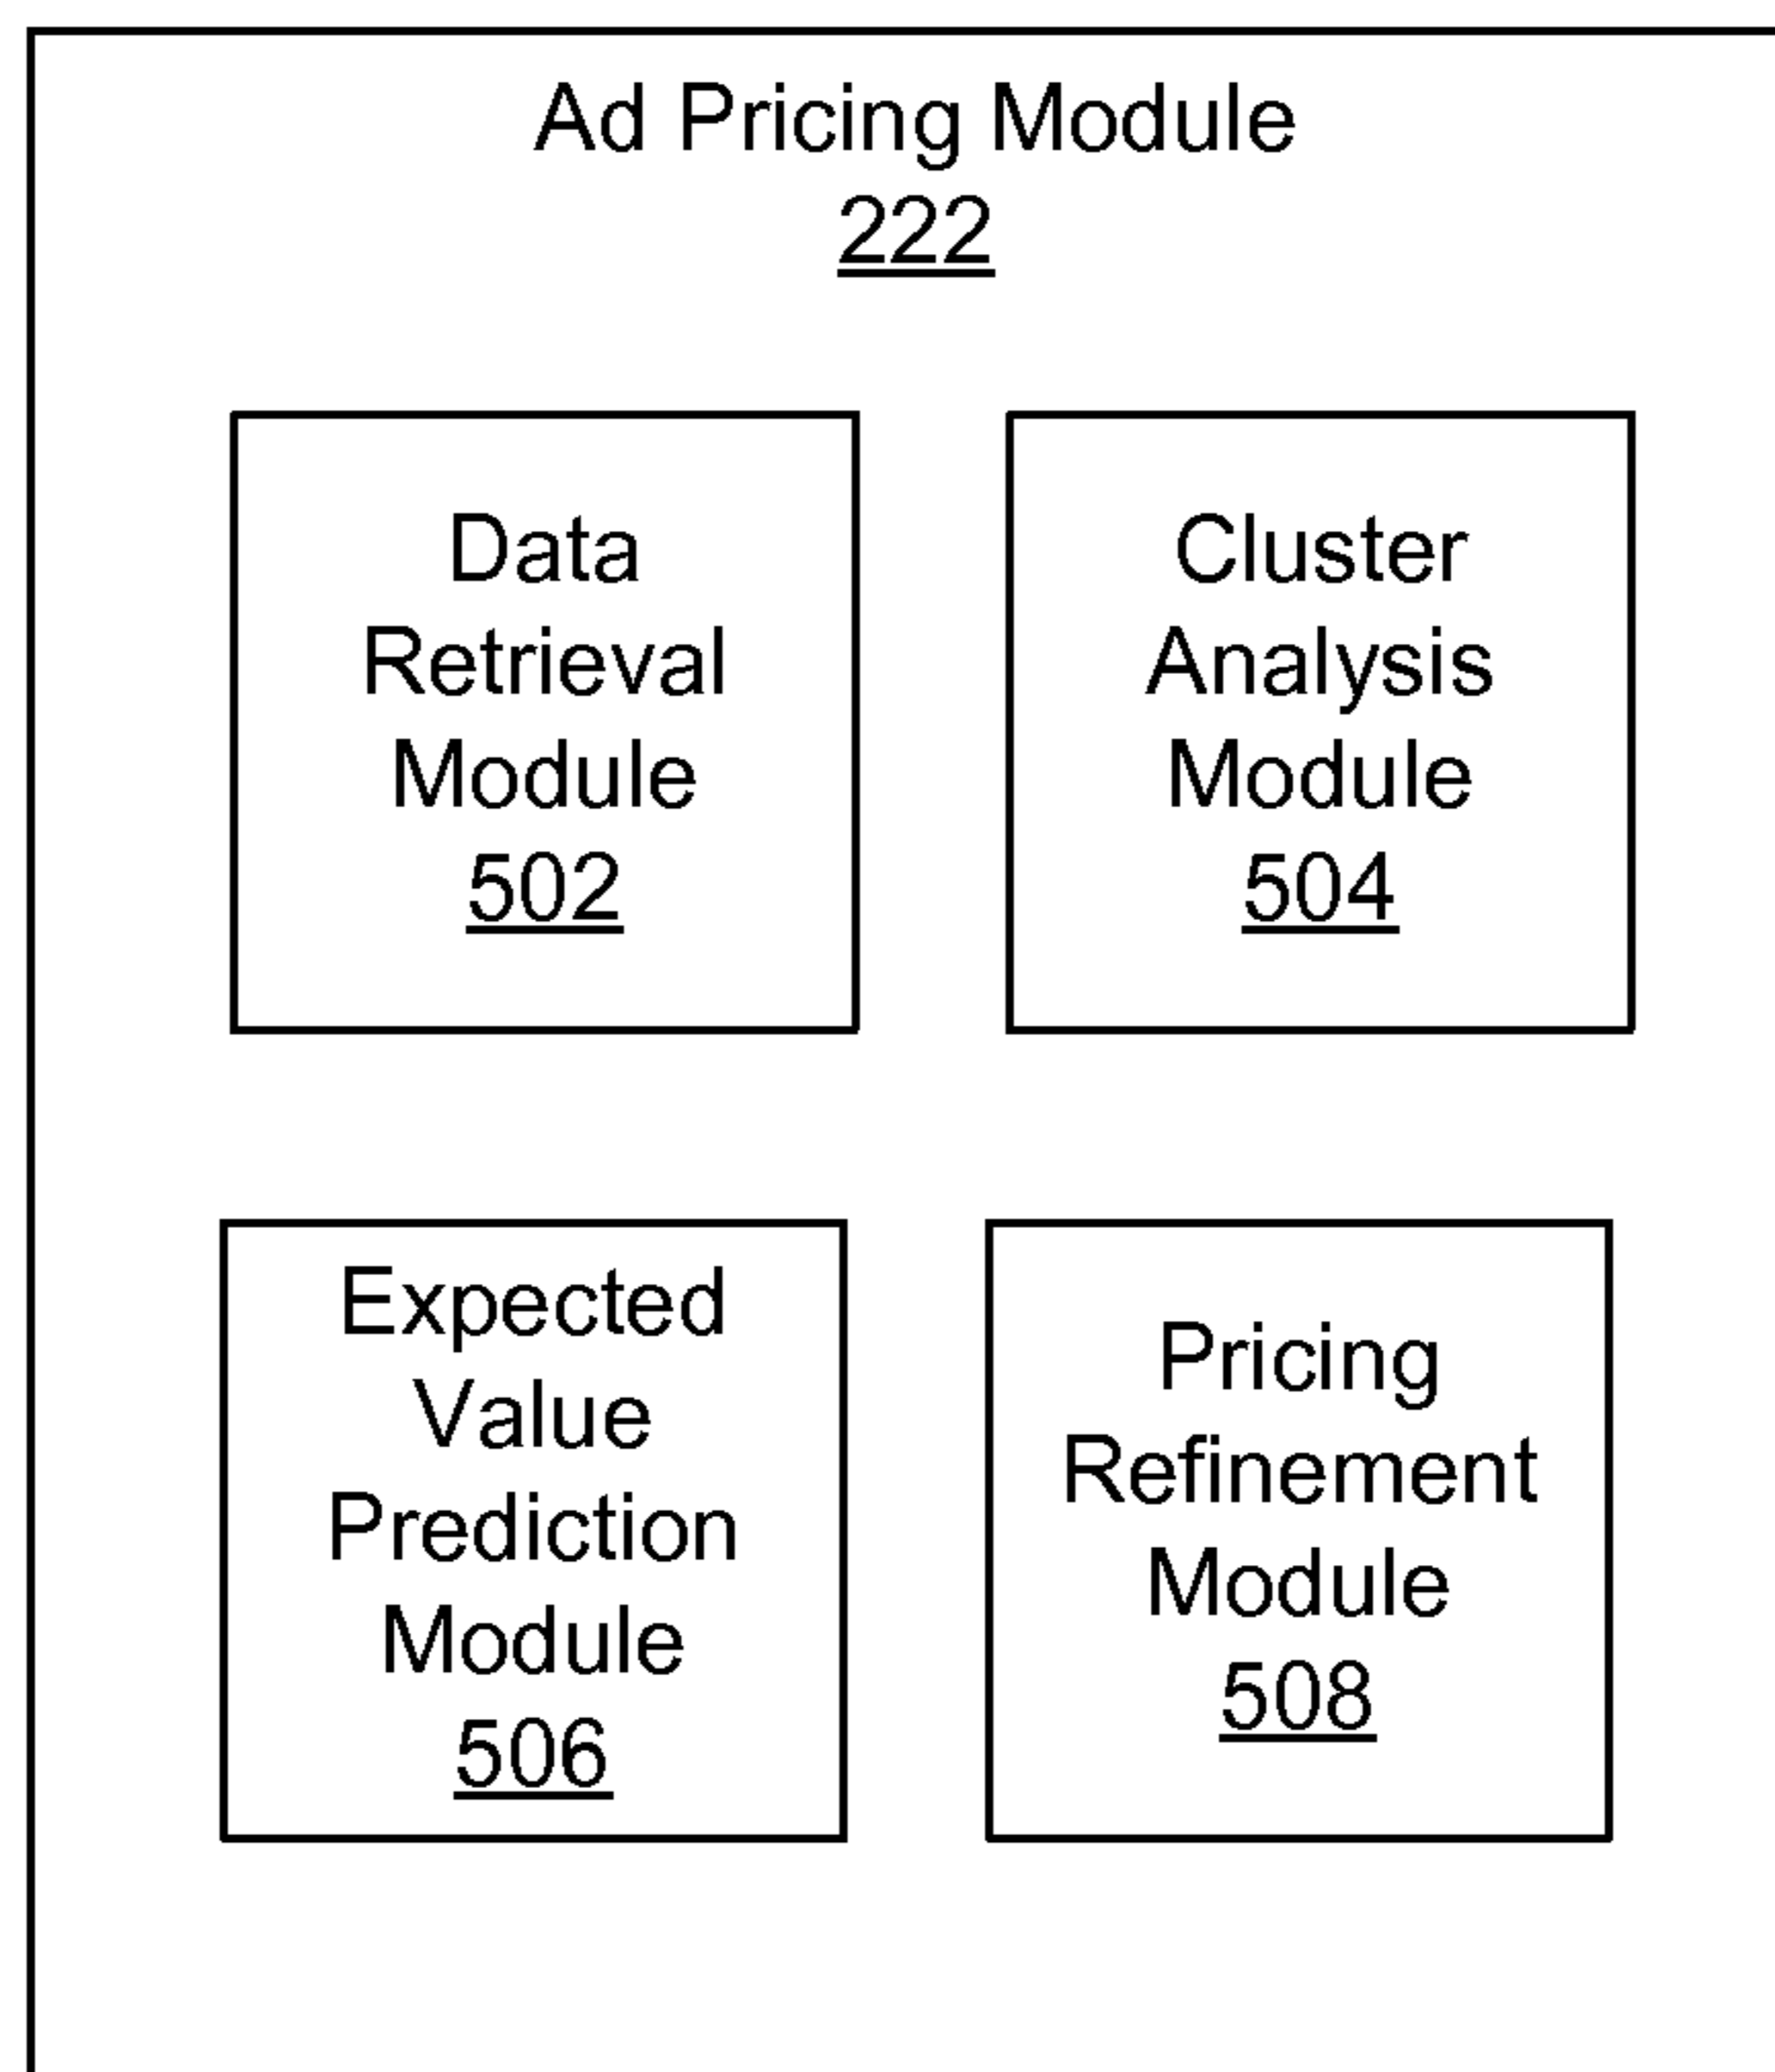 Ad Pricing Module
222
Data
Retrieval
Module
502
Cluster
Analysis
Module
504
Expected
Value
Prediction
Module
506
Pricing
Refinement
Module
508